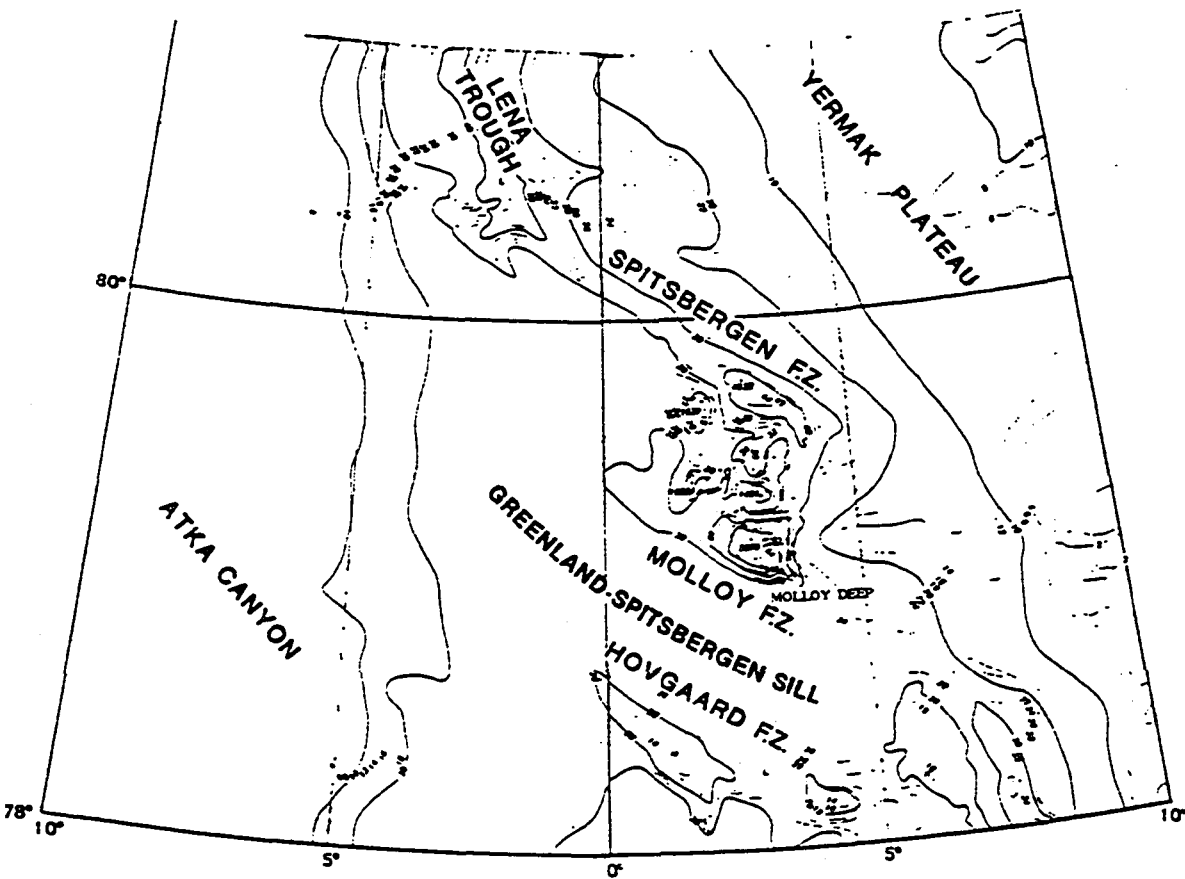 LENA
TROUGH
YERMAK PLATEAU
80°
SPITSBERGEN F.Z.
ATKA CANYON
GREENLAND-SPITSBERGEN SILL
MOLLOY F.Z.
MOLLOY DEEP
HOVGAARD F.Z.
78°
10°
5°
0°
5°
10°